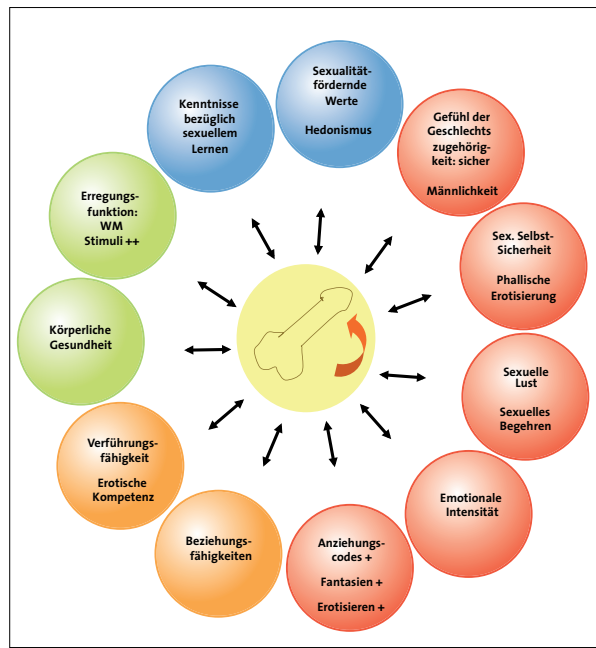 Sexualität-
fördernde
Werte
Hedonismus
Gefühl der
Geschlechts
zugehörig-
keit: sicher
Männlichkeit
Sex. Selbst-
Sicherheit
Phallische
Erotisierung
Sexuelle
Lust
Sexuelles
Begehren
Emotionale
Intensität
Anziehungs-
codes +
Fantasien +
Erotisieren +
Beziehungs-
fähigkeiten
Verführungs-
fähigkeit
Erotische
Kompetenz
Körperliche
Gesundheit
Erregungs-
funktion:
WM
Stimuli ++
Kenntnisse
bezüglich
sexuellem
Lernen